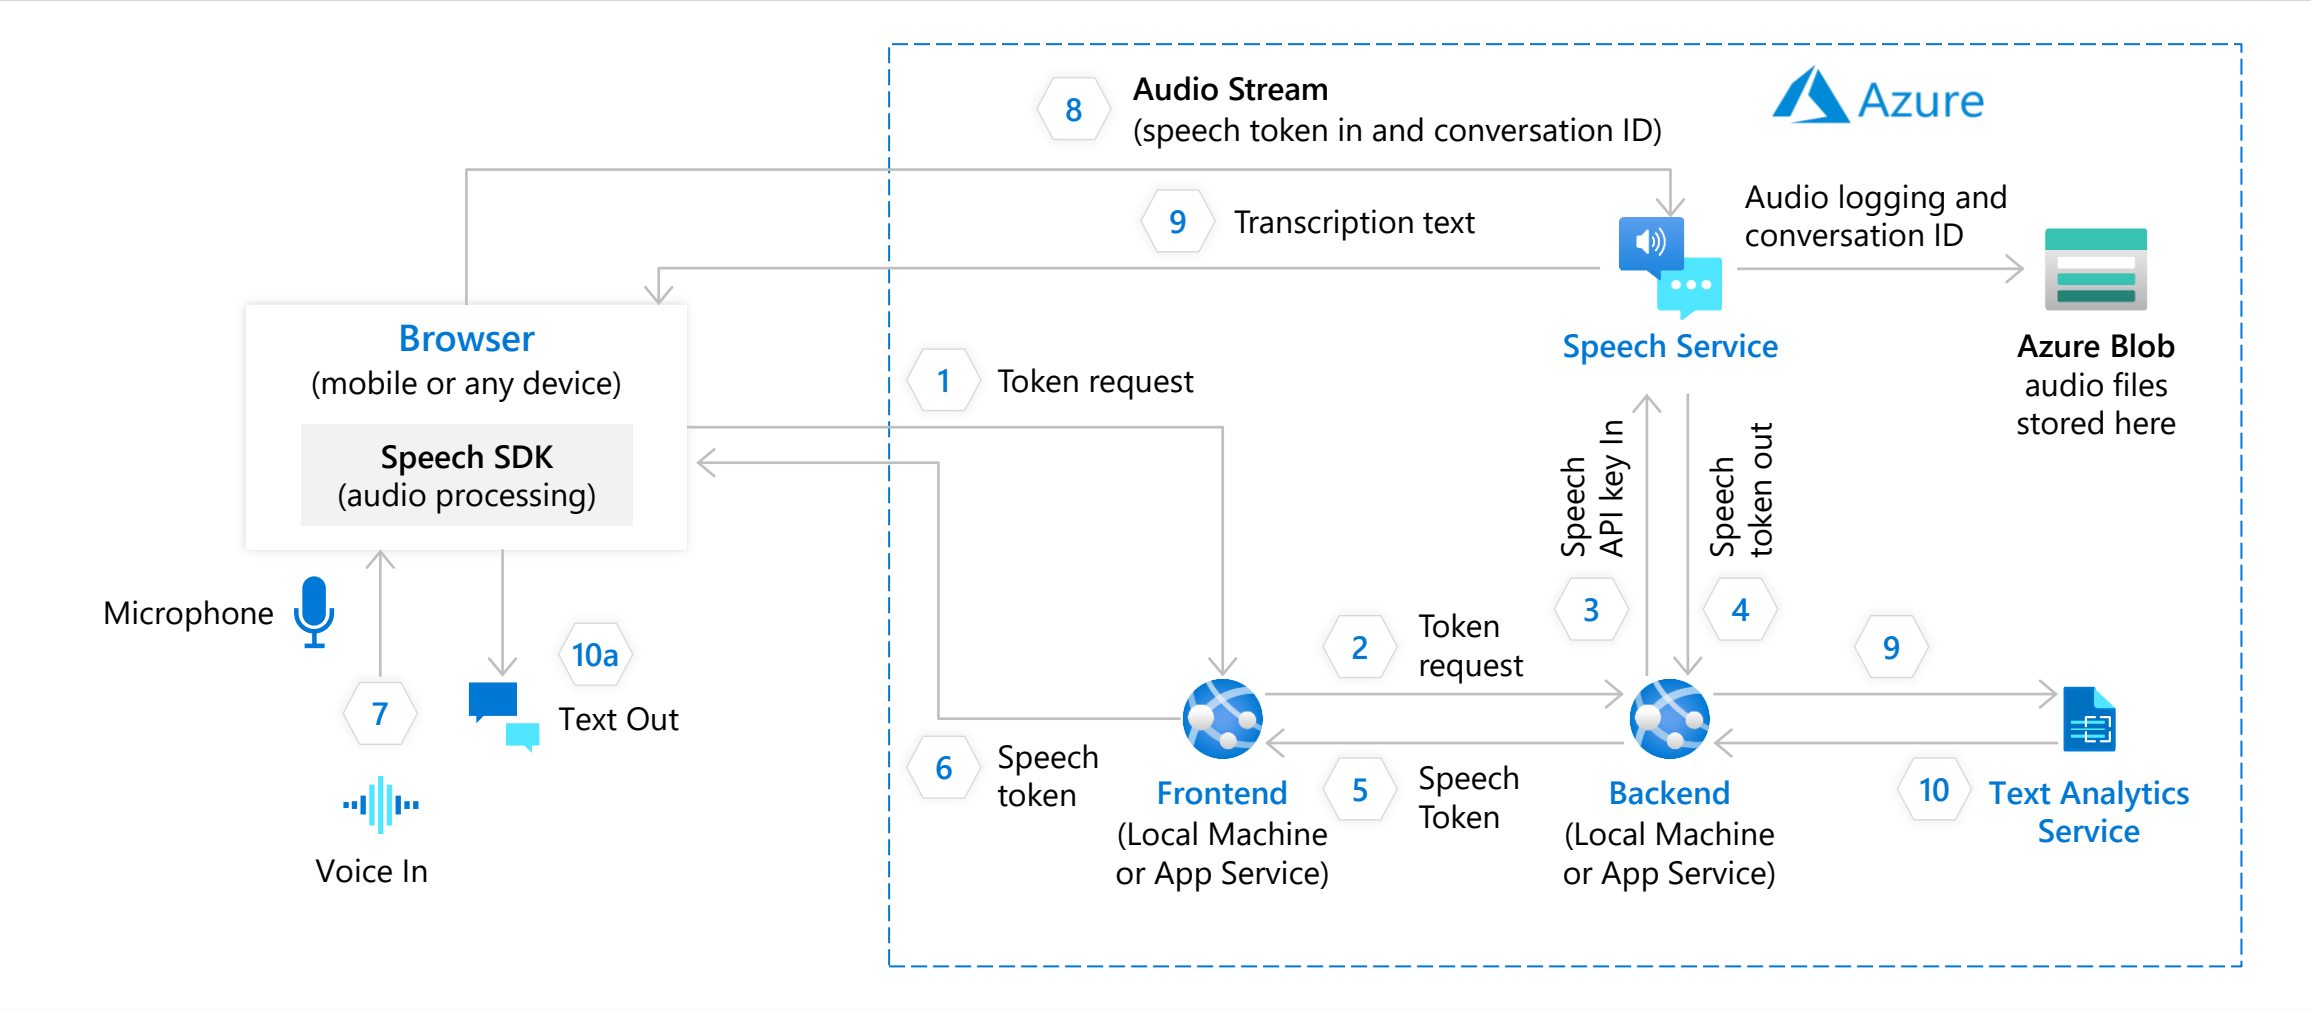 8
Audio Stream
(speech token in and conversation ID)
Azure
9
Transcription text
Audio logging and
conversation ID
Browser
(mobile or any device)
Speech SDK
(audio processing)
1
Token request
Speech Service
Azure Blob
audio files
stored here
Speech
API key In
Speech
token out
3
4
Microphone
7
Voice In
10a
Text Out
2
Token
request
9
6
Speech
token
Frontend
(Local Machine
or App Service)
5
Speech
Token
Backend
(Local Machine
or App Service)
10
Text Analytics
Service